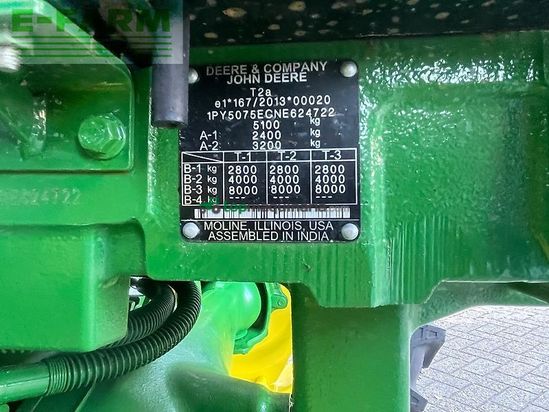 E-FARM
DEERE & COMPANY
JOHN DEERE
T2a
e1*167/2013*00020
1PY5075ECNE624722
5100 kg
A-1 2400 kg
A-2 3200 kg
T-1 T-2 T-3
B-1 kg 2800 2800 2800
B-2 kg 4000 4000 4000
B-3 kg 8000 8000 8000
B-4 kg --- --- ---
MOLINE, ILLINOIS, USA
ASSEMBLED IN INDIA